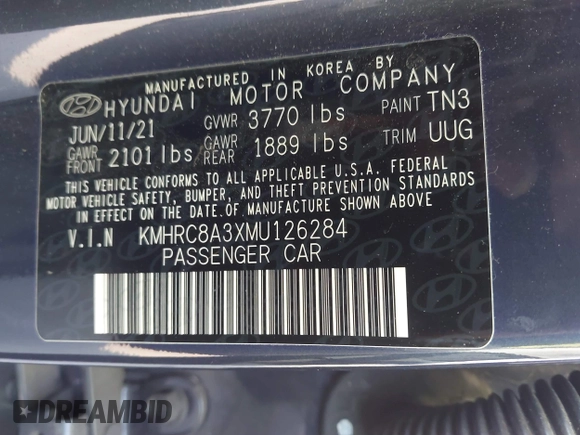 MANUFACTURED IN KOREA BY
HYUNDAI MOTOR COMPANY
JUN/11/21 GVWR 3770 lbs PAINT TN3
GAWR FRONT 2101 lbs GAWR REAR 1889 lbs TRIM UUG
THIS VEHICLE CONFORMS TO ALL APPLICABLE U.S.A. FEDERAL
MOTOR VEHICLE SAFETY, BUMPER, AND THEFT PREVENTION STANDARDS
IN EFFECT ON THE DATE OF MANUFACTURE SHOWN ABOVE
V.I.N KMHRC8A3XMU126284
PASSENGER CAR
DREAMBID